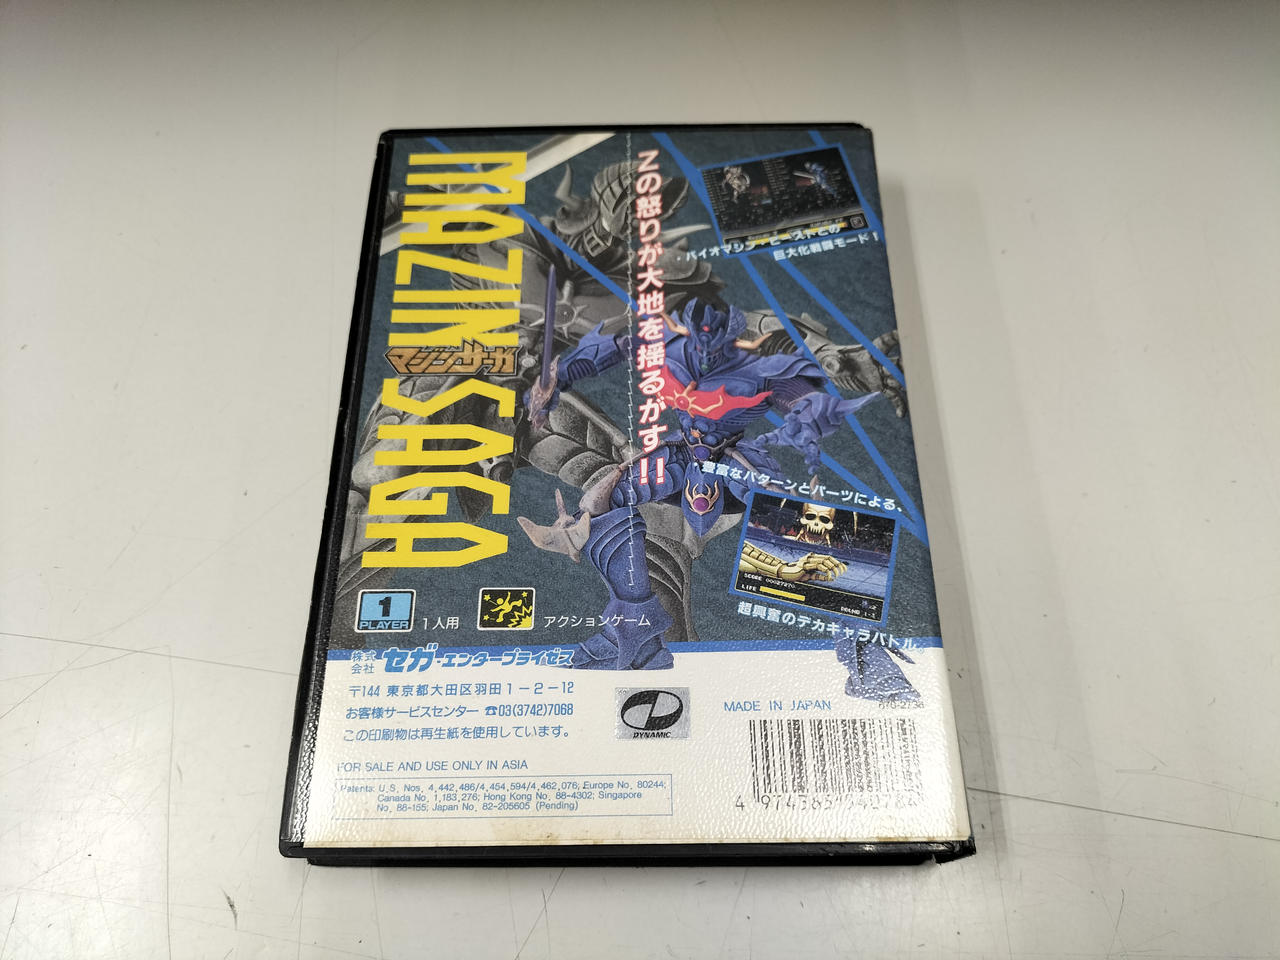 MAZIN SAGA
マジンサーガ
Zの怒りが大地を揺るがす!!
・バイオマシン・ビーストとの
巨大化戦闘モード!
・豊富なパターンとパーツによる、
SCORE 00027270
LIFE
ROUND 1-1
超興奮のデカキャラバトル。
1
PLAYER
1人用
アクションゲーム
株式会社 セガ・エンタープライゼス
〒144 東京都大田区羽田1-2-12
お客様サービスセンター ☎03(3742)7068
この印刷物は再生紙を使用しています。
DYNAMIC
MADE IN JAPAN
670-2738
FOR SALE AND USE ONLY IN ASIA
Patents: U.S. Nos. 4,442,486/4,454,594/4,462,076; Europe No. 80244;
Canada No. 1,183,276; Hong Kong No. 88-4302; Singapore
No. 88-155; Japan No. 82-205605 (Pending)